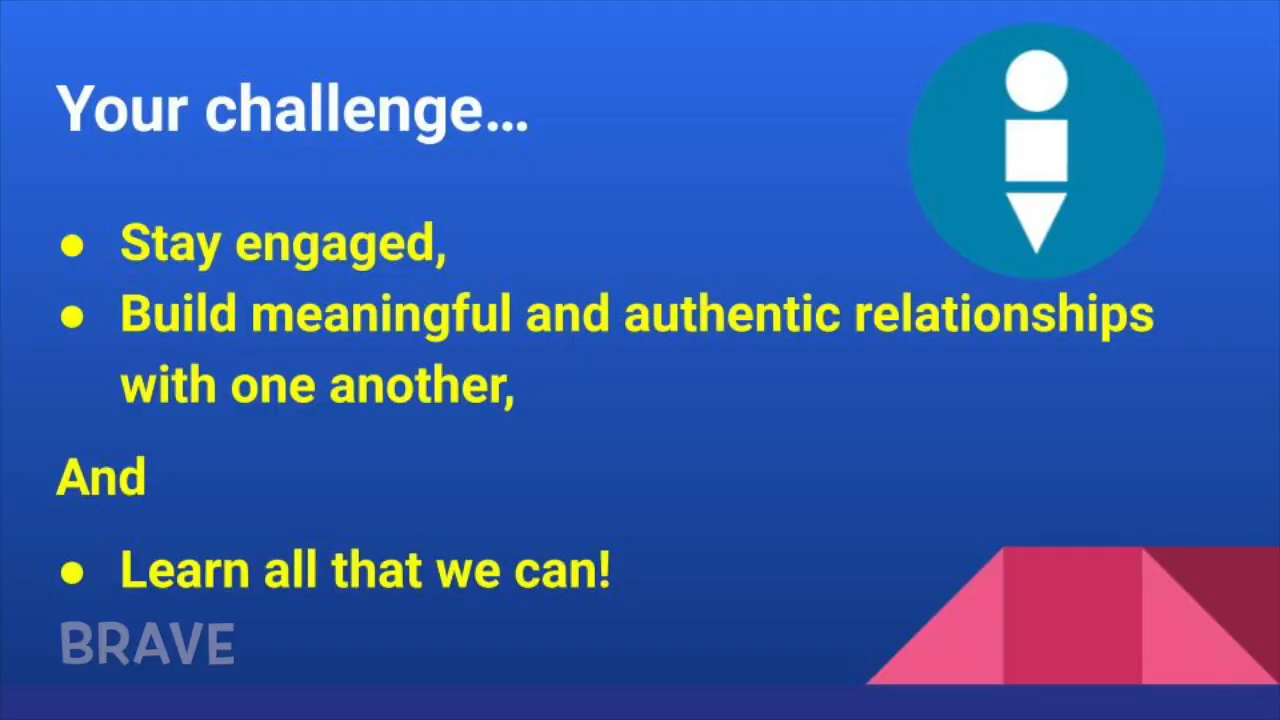 Your challenge…
● Stay engaged,
● Build meaningful and authentic relationships
with one another,
And
● Learn all that we can!
BRAVE